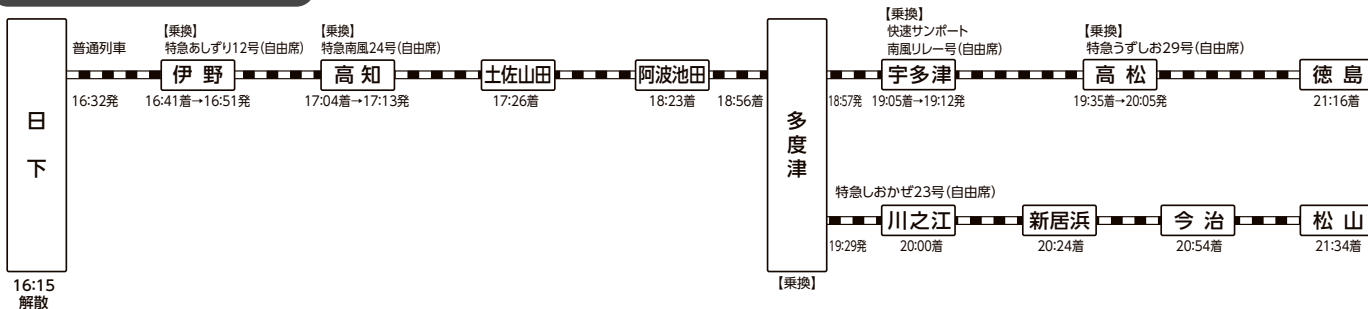 日下
16:15
解散
普通列車
16:32発
【乗換】
特急あしずり12号(自由席)
伊野
16:41着→16:51発
【乗換】
特急南風24号(自由席)
高知
17:04着→17:13発
土佐山田
17:26着
阿波池田
18:23着
18:56着
多度津
【乗換】
18:57発
【乗換】
快速サンポート
南風リレー号(自由席)
宇多津
19:05着→19:12発
【乗換】
特急うずしお29号(自由席)
高松
19:35着→20:05発
徳島
21:16着
特急しおかぜ23号(自由席)
19:29発
川之江
20:00着
新居浜
20:24着
今治
20:54着
松山
21:34着